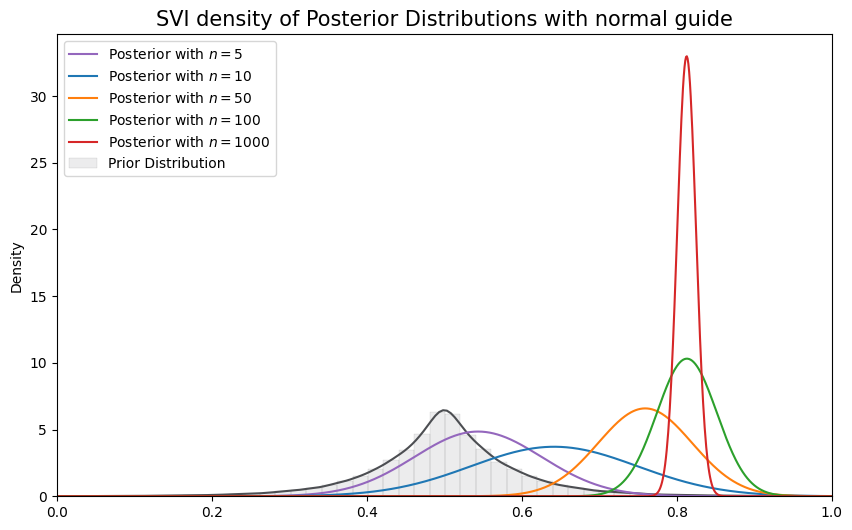 SVI density of Posterior Distributions with normal guide
Posterior with n = 5
Posterior with n = 10
Posterior with n = 50
Posterior with n = 100
Posterior with n = 1000
Prior Distribution
Density
30
25
20
15
10
5
0
0.0 0.2 0.4 0.6 0.8 1.0